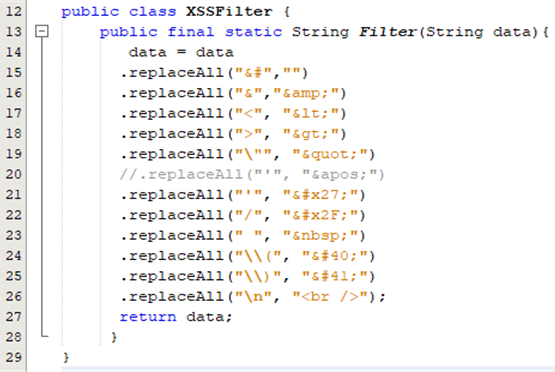 12 public class XSSFilter {
13 public final static String Filter(String data){
14 data = data
15 .replaceAll("&#","")
16 .replaceAll("&","&amp;")
17 .replaceAll("<", "&lt;")
18 .replaceAll(">", "&gt;")
19 .replaceAll("\"", "&quot;")
20 //.replaceAll("'", "&apos;")
21 .replaceAll("'", "&#x27;")
22 .replaceAll("/", "&#x2F;")
23 .replaceAll(" ", "&nbsp;")
24 .replaceAll("\\(", "&#40;")
25 .replaceAll("\\)", "&#41;")
26 .replaceAll("\n", "<br />");
27 return data;
28 }
29 }